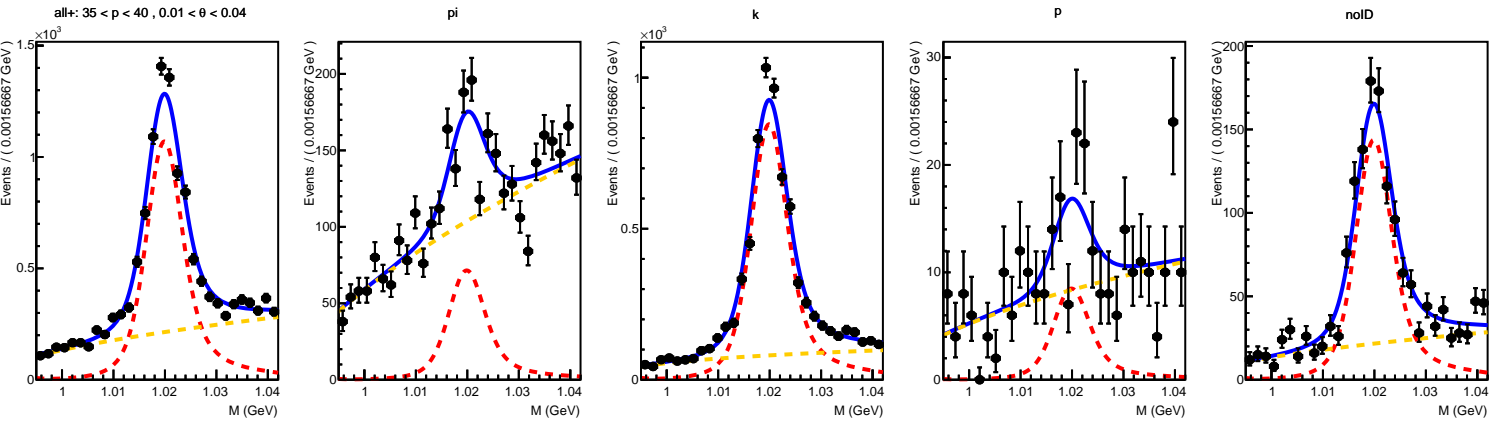 all+: 35 < p < 40 , 0.01 < θ < 0.04
×10³
Events / ( 0.00156667 GeV )
1.5
1
0.5
0
1 1.01 1.02 1.03 1.04
M (GeV)
pi
Events / ( 0.00156667 GeV )
200
150
100
50
0
1 1.01 1.02 1.03 1.04
M (GeV)
k
×10³
Events / ( 0.00156667 GeV )
1
0.5
0
1 1.01 1.02 1.03 1.04
M (GeV)
p
Events / ( 0.00156667 GeV )
30
20
10
0
1 1.01 1.02 1.03 1.04
M (GeV)
noID
Events / ( 0.00156667 GeV )
200
150
100
50
0
1 1.01 1.02 1.03 1.04
M (GeV)